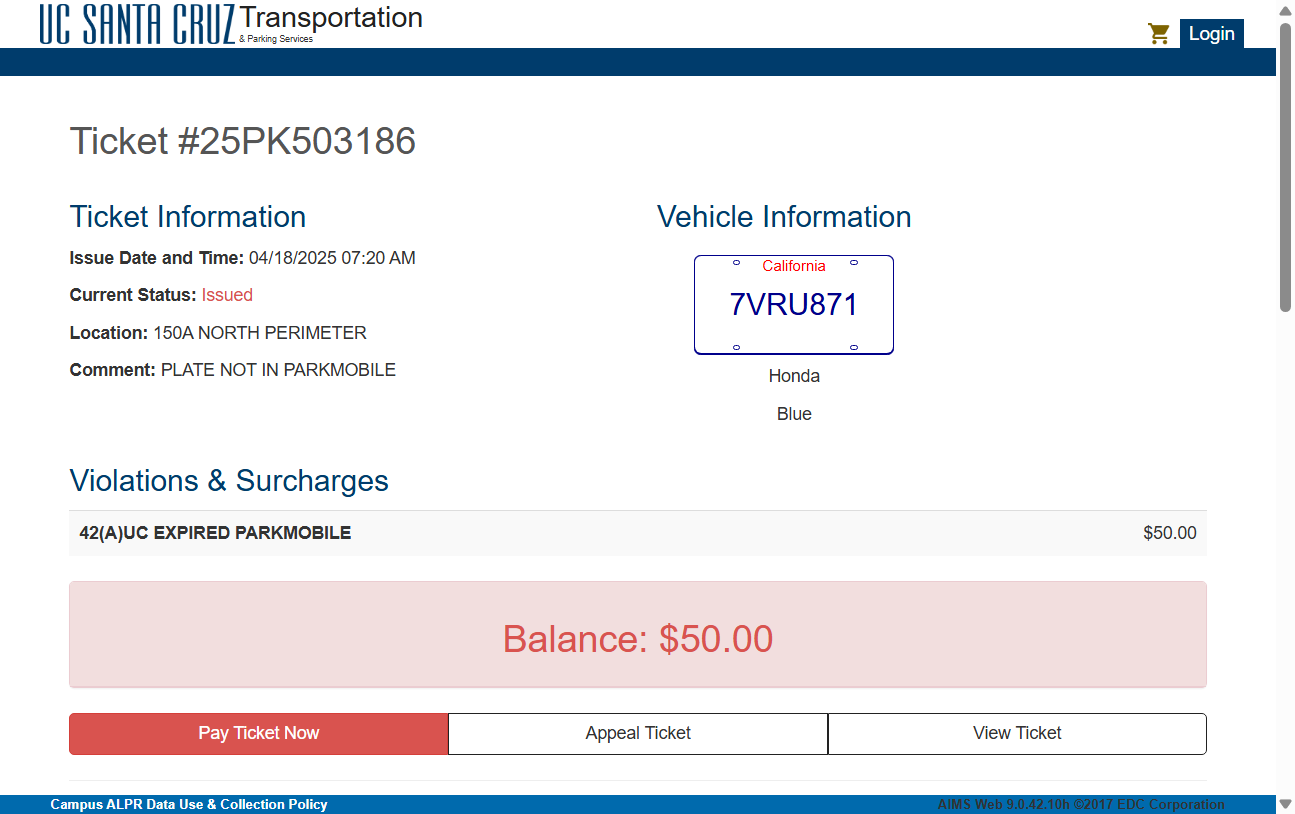 UC SANTA CRUZ Transportation
& Parking Services
Login
Ticket #25PK503186
Ticket Information
Issue Date and Time: 04/18/2025 07:20 AM
Current Status: Issued
Location: 150A NORTH PERIMETER
Comment: PLATE NOT IN PARKMOBILE
Vehicle Information
California
7VRU871
Honda
Blue
Violations & Surcharges
42(A)UC EXPIRED PARKMOBILE $50.00
Balance: $50.00
Pay Ticket Now Appeal Ticket View Ticket
Campus ALPR Data Use & Collection Policy AIMS Web 9.0.42.10h ©2017 EDC Corporation